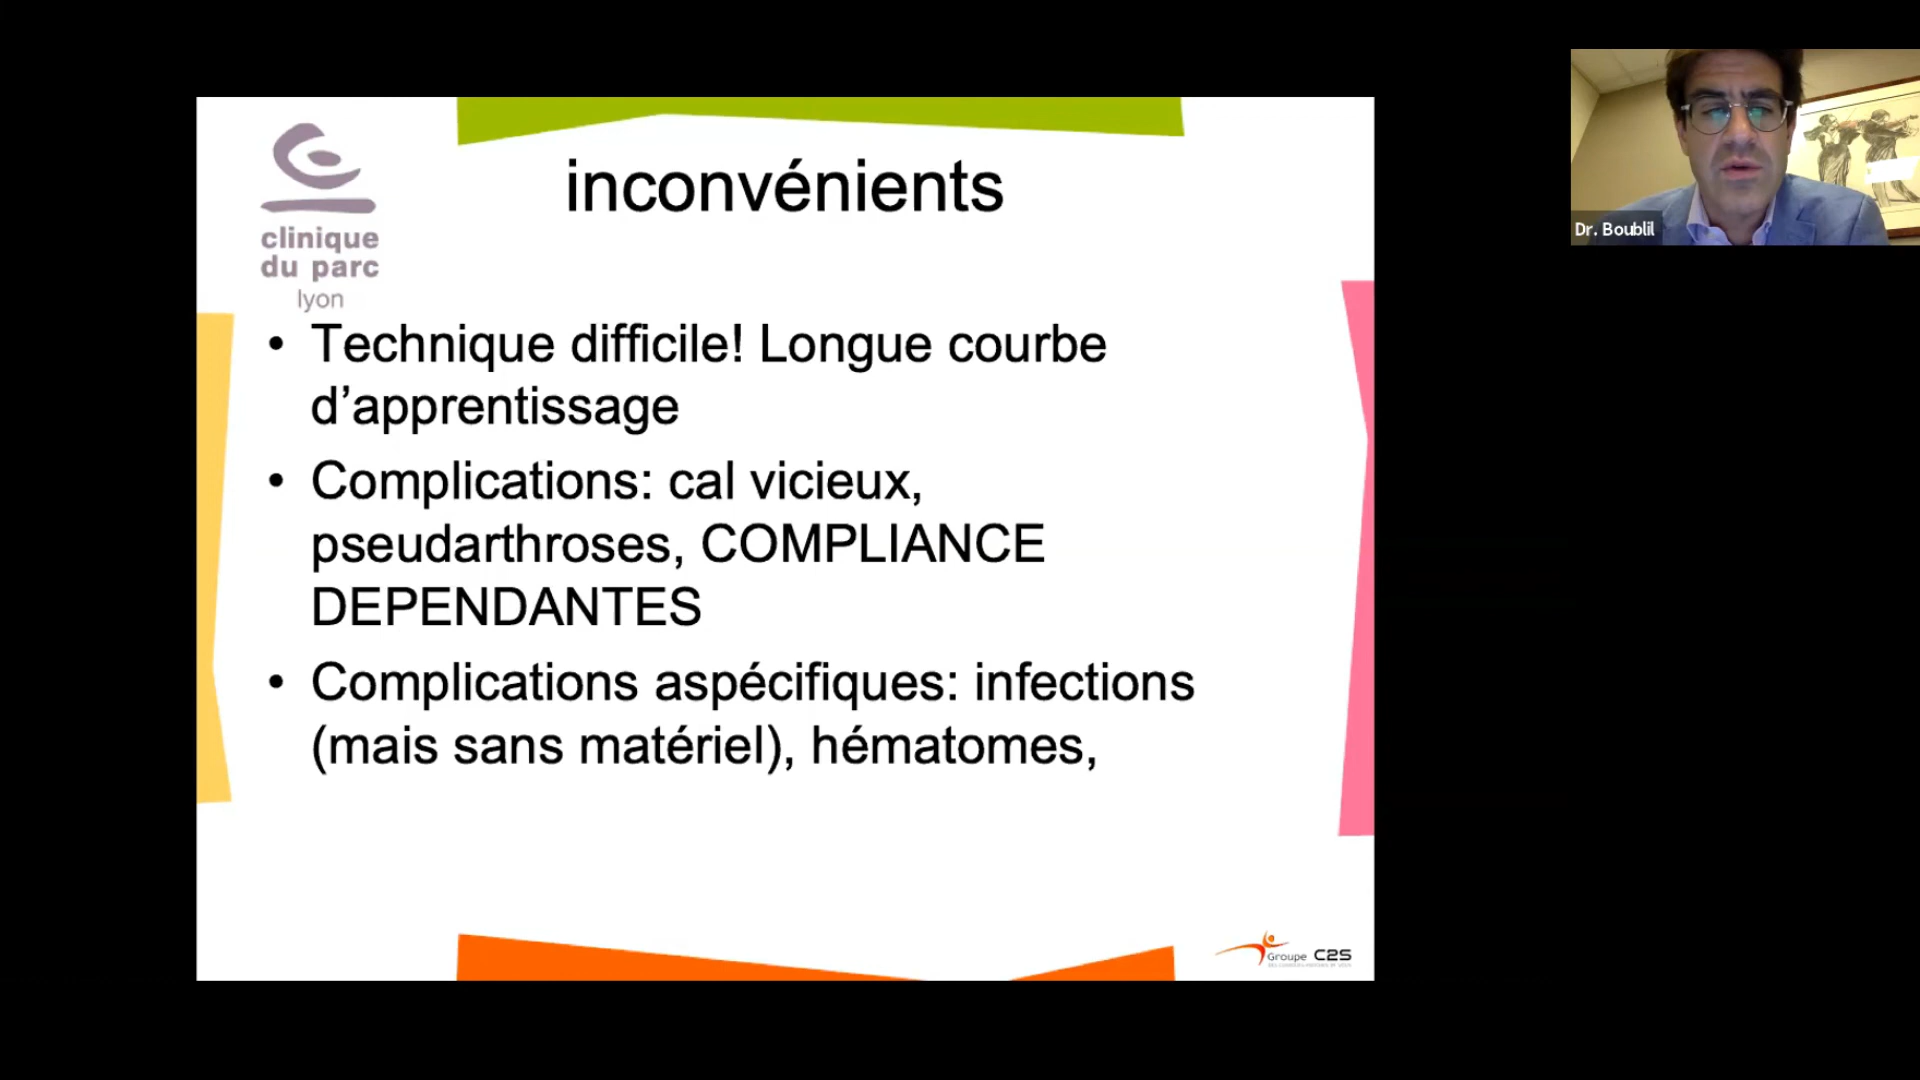 inconvénients
clinique
du parc
lyon
• Technique difficile! Longue courbe
d’apprentissage
• Complications: cal vicieux,
pseudarthroses, COMPLIANCE
DEPENDANTES
• Complications aspécifiques: infections
(mais sans matériel), hématomes,
Groupe C2S
Dr. Boublil